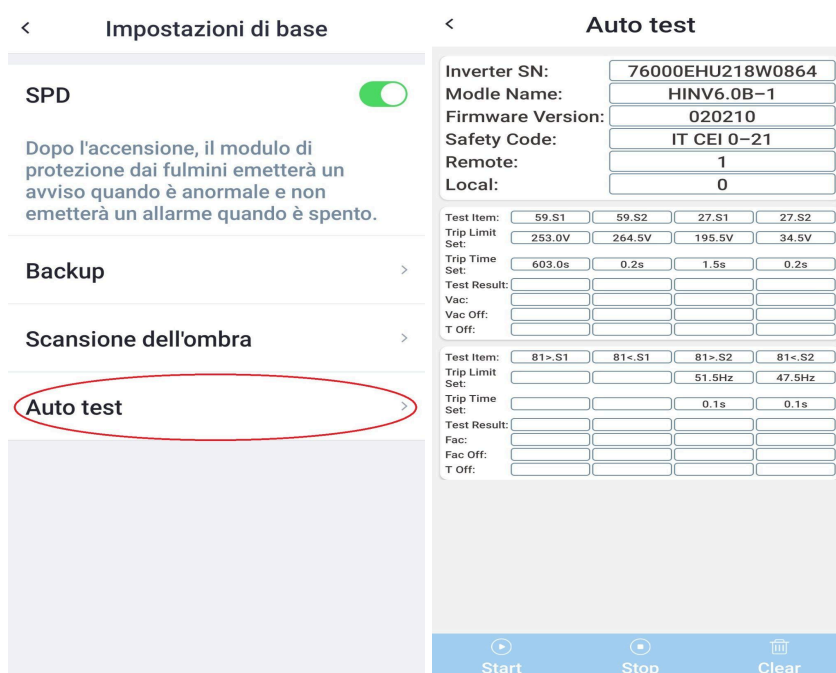 Impostazioni di base
SPD
Dopo l'accensione, il modulo di
protezione dai fulmini emetterà un
avviso quando è anormale e non
emetterà un allarme quando è spento.
Backup
Scansione dell'ombra
Auto test
Auto test
Inverter SN: 76000EHU218W0864
Modle Name: HINV6.0B-1
Firmware Version: 020210
Safety Code: IT CEI 0-21
Remote: 1
Local: 0
Test Item: 59.S1 59.S2 27.S1 27.S2
Trip Limit
Set: 253.0V 264.5V 195.5V 34.5V
Trip Time
Set: 603.0s 0.2s 1.5s 0.2s
Test Result:
Vac:
Vac Off:
T Off:
Test Item: 81>.S1 81<.S1 81>.S2 81<.S2
Trip Limit
Set: 51.5Hz 47.5Hz
Trip Time
Set: 0.1s 0.1s
Test Result:
Fac:
Fac Off:
T Off:
Start Stop Clear